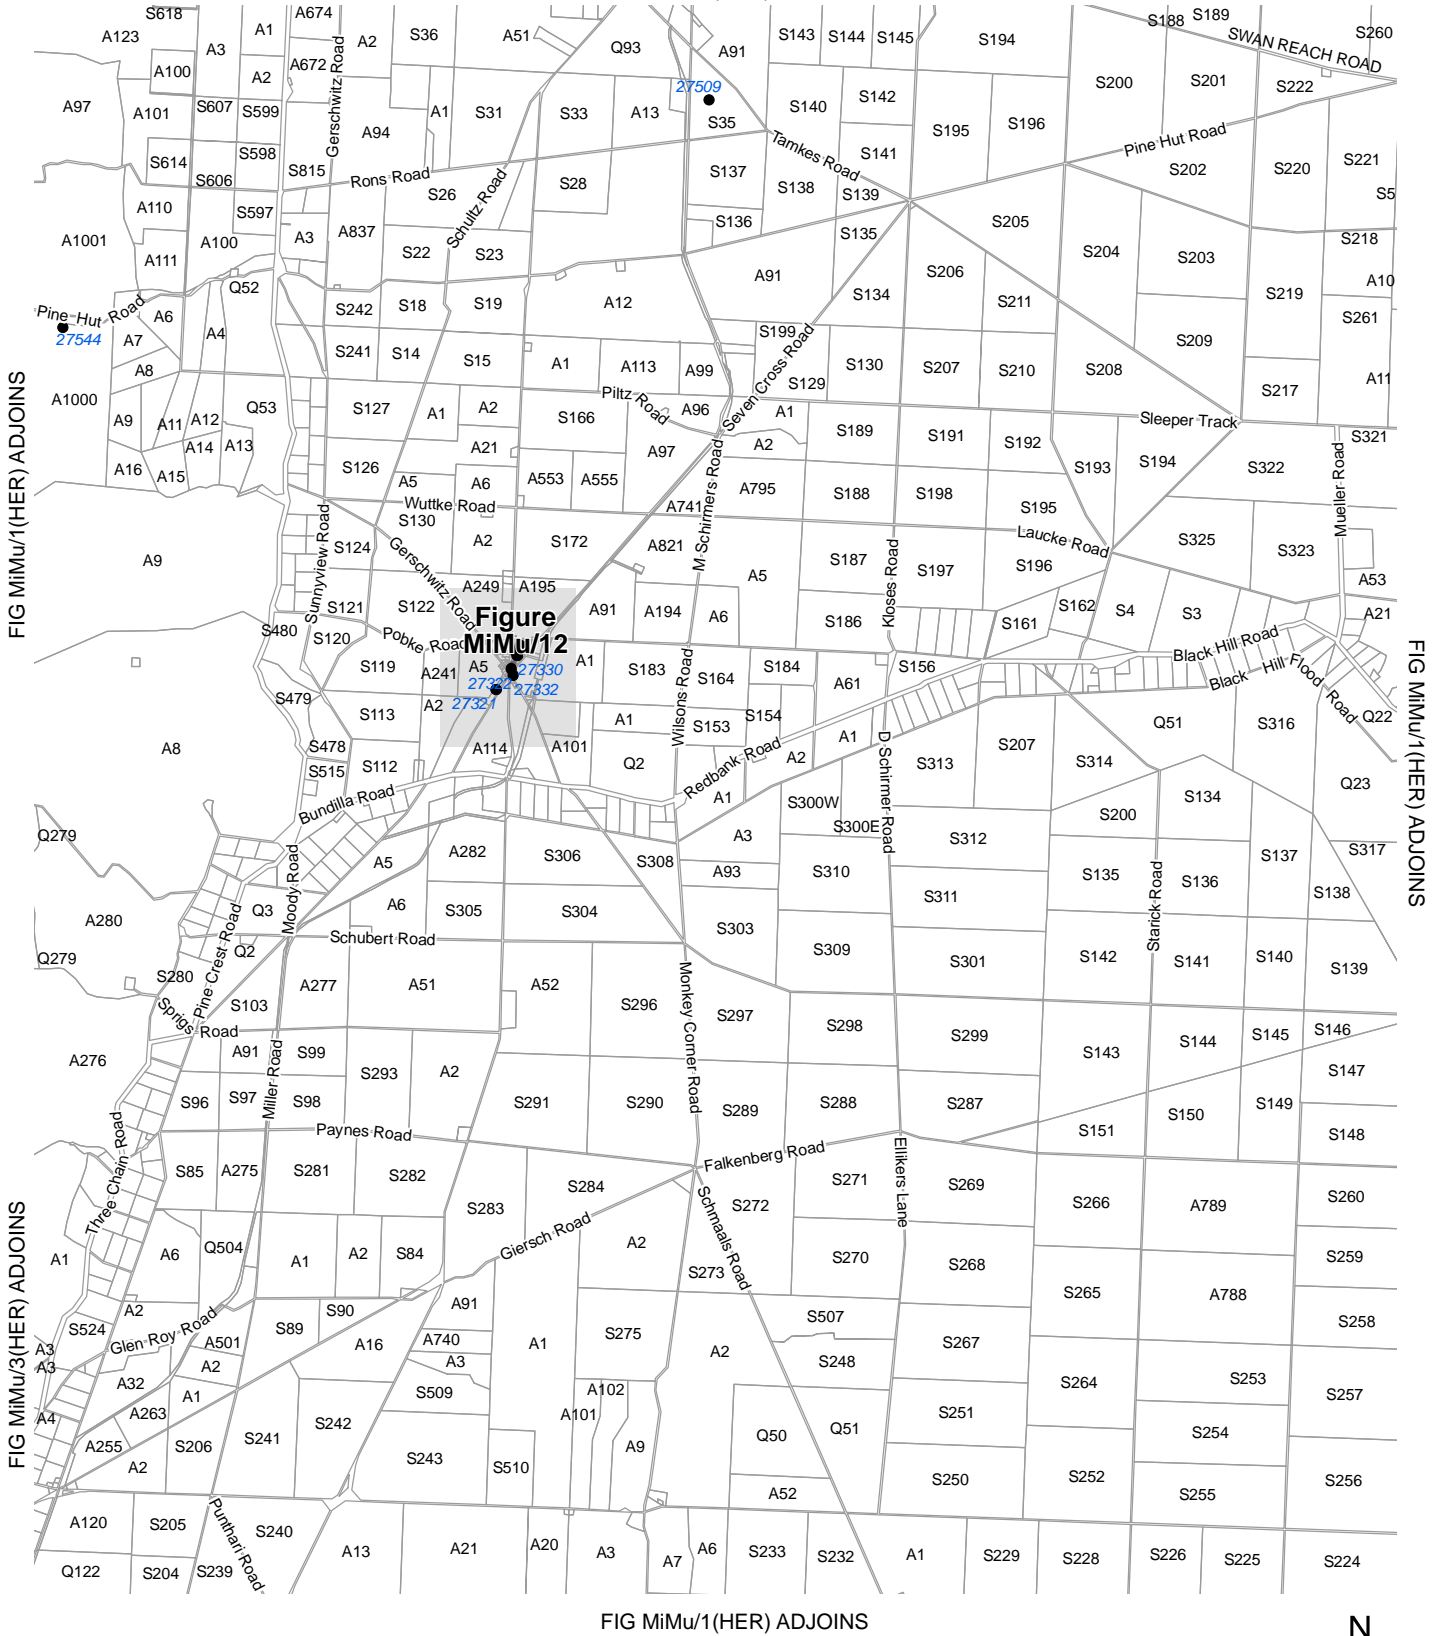 S618
A674
A123
A3
A1
A2
S36
A51
Q93
A91
S143
S144
S145
S194
S188
S189
SWAN REACH ROAD
S260
A100
A2
A672
Gerschwitz Road
A97
A101
S607
S599
A94
A1
S31
S33
A13
27509
S35
S140
S142
S195
S196
S200
S201
S222
S614
S598
S606
S815
Rons Road
S26
Schultz Road
S28
S137
Tamkes Road
S141
S138
S139
Pine Hut Road
S202
S220
S221
S5
A110
S597
A1001
A100
A111
A3
A837
S22
S23
S136
S135
S205
S204
S203
S218
A10
Q52
A91
S206
S134
S211
S219
S261
Pine Hut Road
27544
A6
A7
A4
A8
S242
S18
S19
A12
S199
Seven Cross Road
S209
S241
S14
S15
A1
A113
A99
S130
S129
S207
S210
S208
S217
A11
A1000
A9
A11
A12
Q53
A14
A13
A16
A15
S127
A1
A2
A21
S166
Piltz Road
A96
A97
A1
A2
S189
S191
S192
Sleeper Track
S321
S126
A5
A6
A553
A555
A795
S188
S198
S193
S194
S322
Mueller Road
Wuttke Road
A741
S195
S130
M Schirmers Road
Laucke Road
A9
Sunnyview Road
S124
Gerschwitz Road
A2
S172
A821
A5
S187
Kloses Road
S197
S196
S325
S323
A53
A249
A195
S121
S122
Figure
MiMu/12
A91
A194
A6
S186
S162
S161
S4
S3
A21
S480
S120
Pobke Road
S119
A241
A5
27330
27322
27332
27321
A1
S183
S164
S184
A61
S156
Black Hill Road
Black Hill Flood Road
Q22
S479
S113
A2
A1
Wilsons Road
S153
S154
Q51
S316
A8
S478
S515
S112
A114
A101
Q2
Redbank Road
A2
A1
D Schirmer Road
S313
S207
S314
Q23
Bundilla Road
A1
S300W
S300E
S200
S134
Q279
A3
S312
A5
A282
S306
S308
A93
S310
S135
S136
S137
S317
Moody Road
Q3
A6
S305
S304
S311
S138
A280
Pine Crest Road
Schubert Road
S303
S309
S301
Starick Road
S142
S141
S140
S139
Q279
Q2
S280
A277
A51
A52
Sprigs Road
S103
S296
Monkey Corner Road
S297
S298
S299
S143
S144
S145
S146
A276
A91
S99
S293
A2
S147
S96
S97
Miller Road
S98
S291
S290
S289
S288
S287
S151
S150
S149
S148
Three Chain Road
Paynes Road
Falkenberg Road
S85
A275
S281
S282
S284
Schmaals Road
S272
S271
Ellikers Lane
S269
S266
A789
S260
S283
Giersch Road
A1
A6
Q504
A1
A2
S84
A2
S273
S270
S268
S259
A2
S90
A91
S265
A788
S258
S524
Glen Roy Road
A501
S89
A16
A740
A3
A1
S275
A2
S507
S267
A3
A3
A2
S248
S253
A32
A1
S509
A102
A101
S264
S257
A4
A263
S251
A255
A2
S206
S241
S242
S243
S510
A9
Q50
Q51
S254
S250
S252
S256
A52
S255
A120
S205
Punthari Road
S240
A13
A21
A20
A3
A7
A6
S233
S232
A1
S229
S228
S226
S225
S224
Q122
S204
S239
FIG MiMu/1(HER) ADJOINS
FIG MiMu/3(HER) ADJOINS
FIG MiMu/1(HER) ADJOINS
FIG MiMu/1(HER) ADJOINS
N